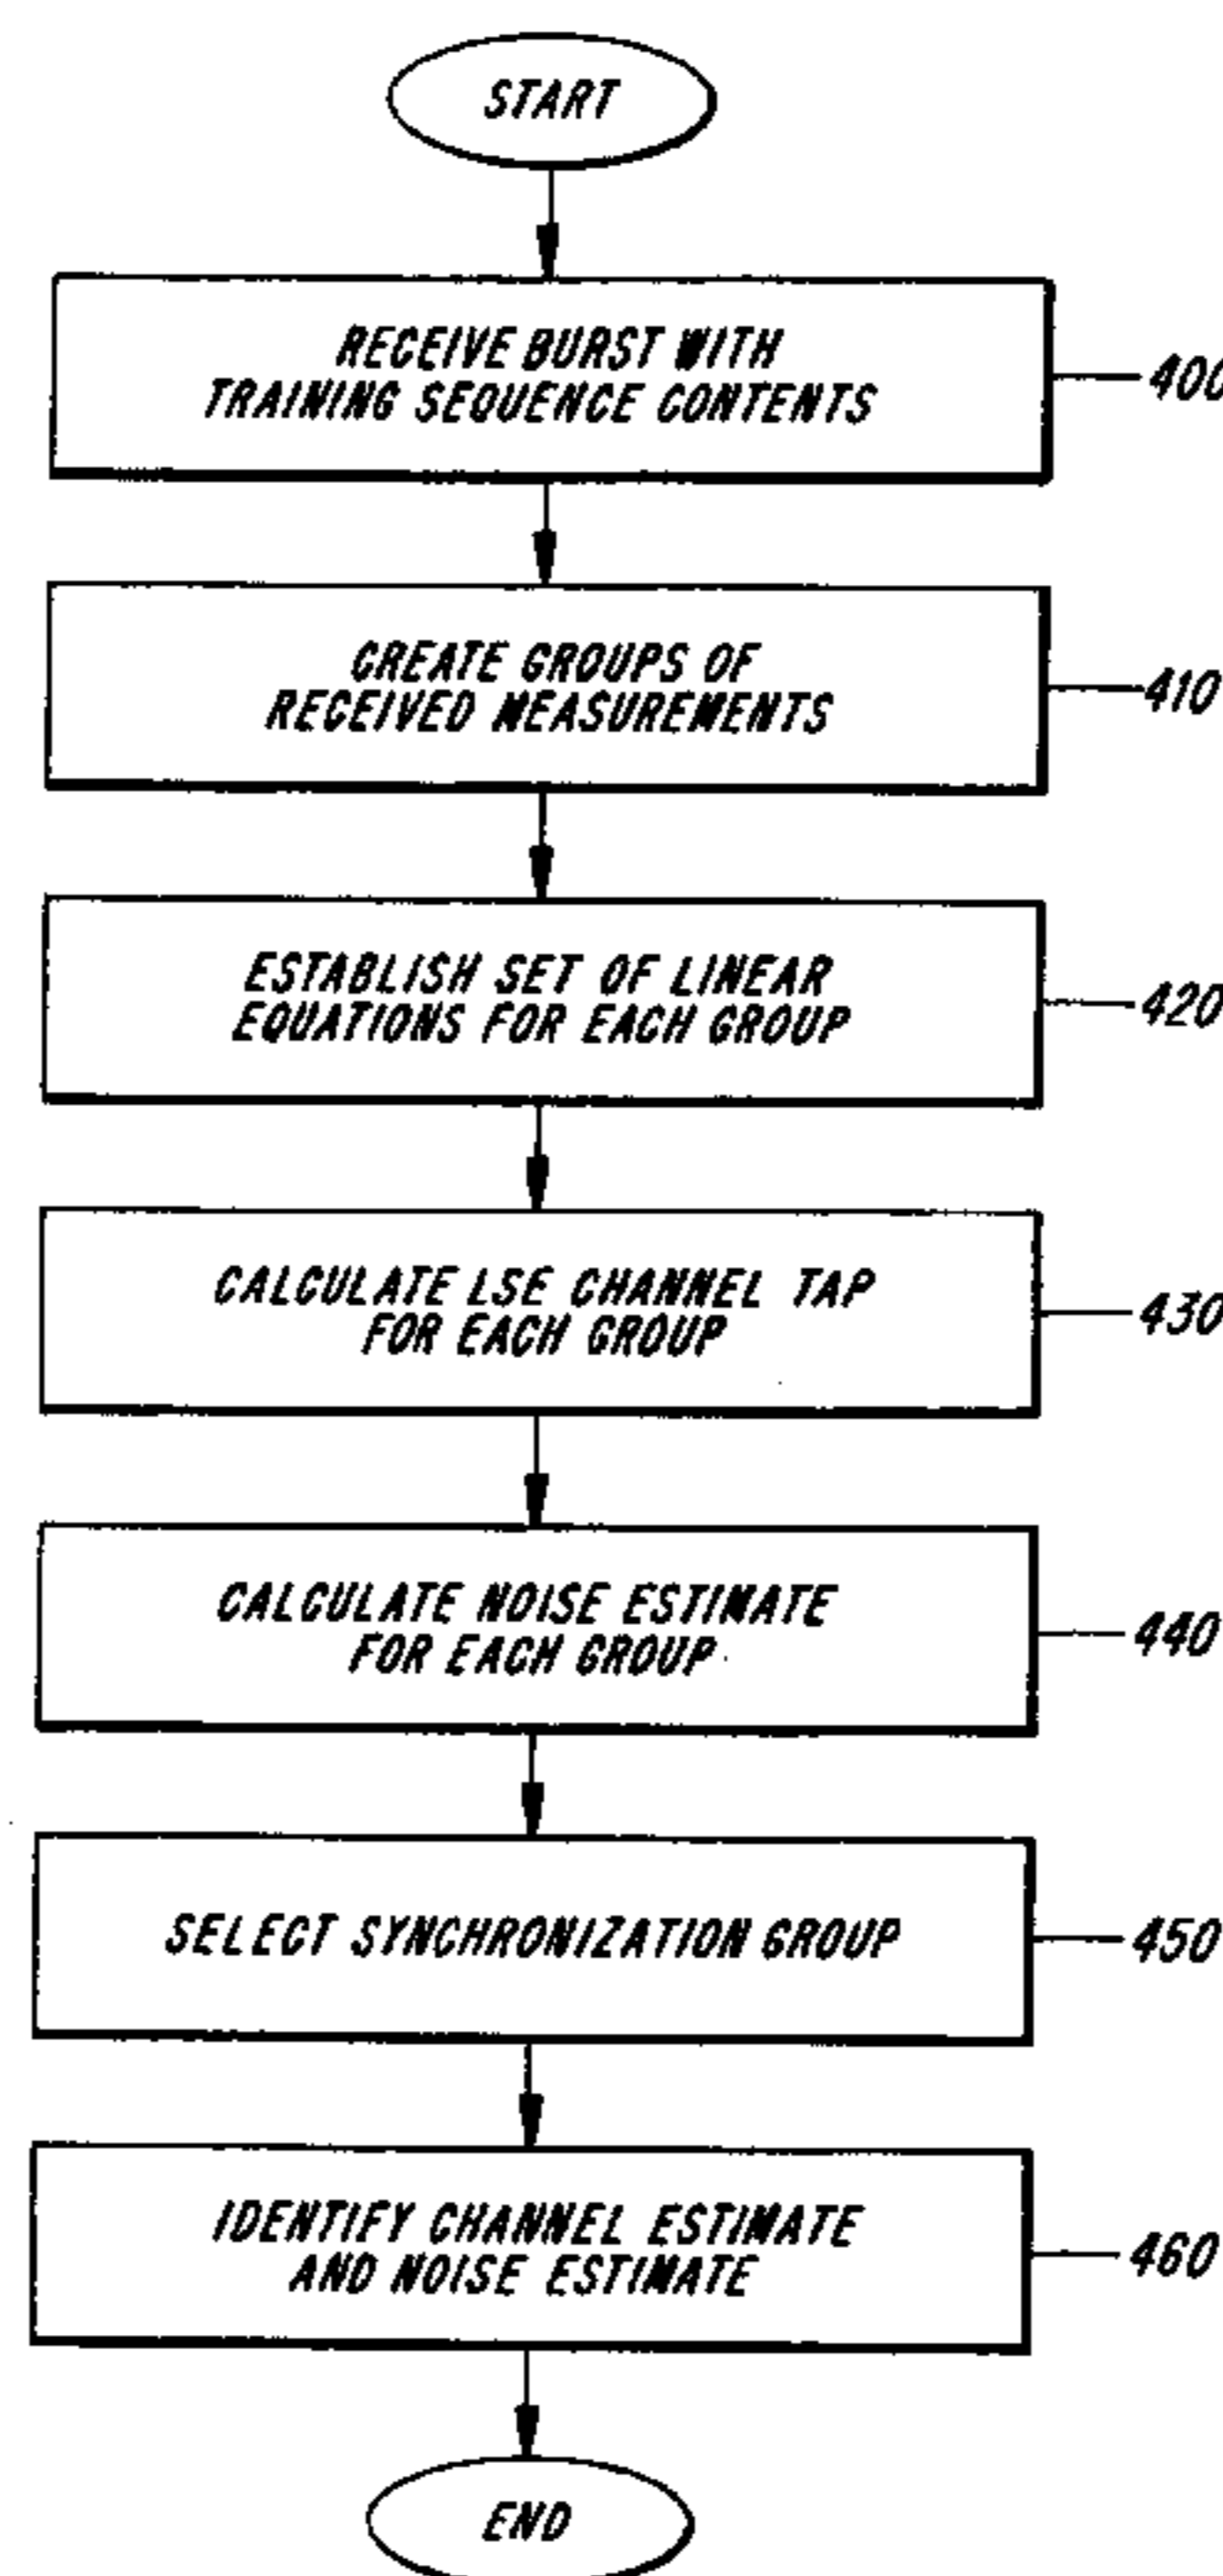 START
RECEIVE BURST WITH
TRAINING SEQUENCE CONTENTS
400
CREATE GROUPS OF
RECEIVED MEASUREMENTS
410
ESTABLISH SET OF LINEAR
EQUATIONS FOR EACH GROUP
420
CALCULATE LSE CHANNEL TAP
FOR EACH GROUP
430
CALCULATE NOISE ESTIMATE
FOR EACH GROUP
440
SELECT SYNCHRONIZATION GROUP
450
IDENTIFY CHANNEL ESTIMATE
AND NOISE ESTIMATE
460
END